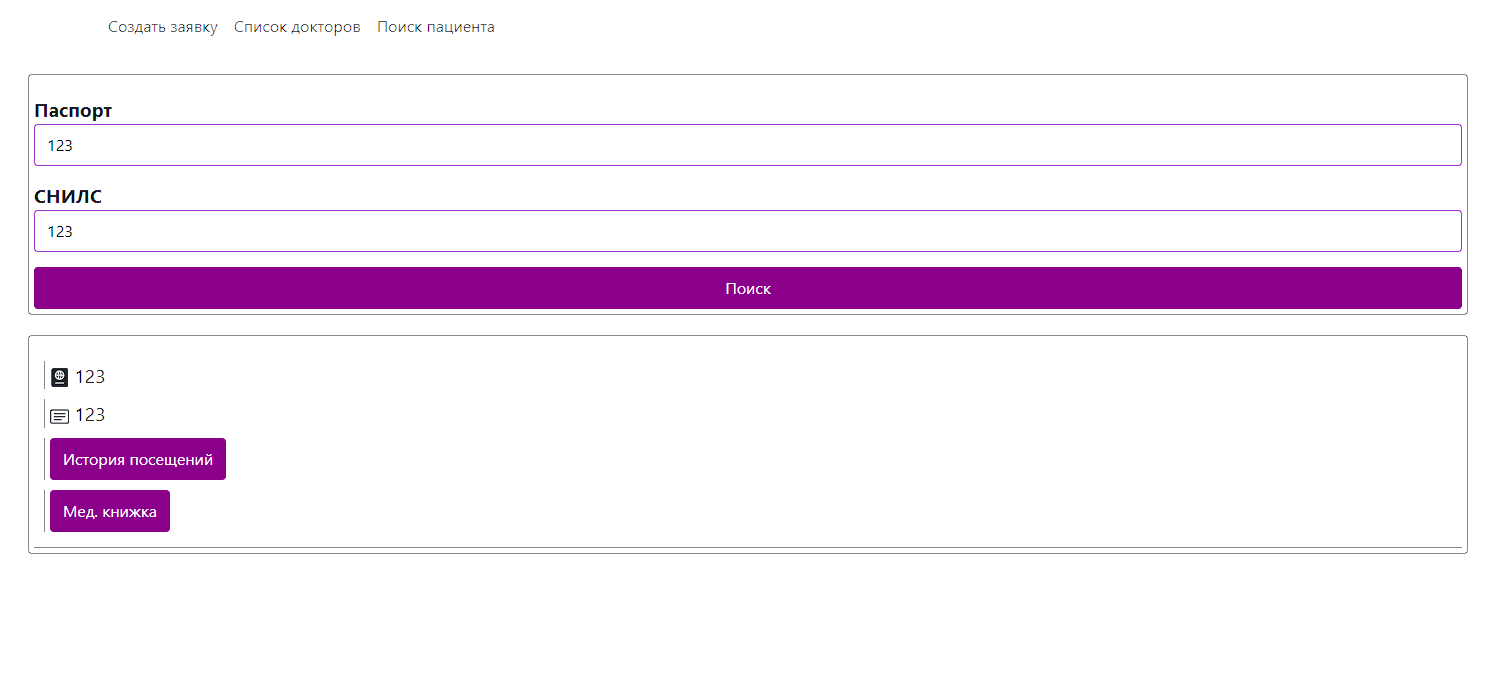 Создать заявку Список докторов Поиск пациента
Паспорт
123
СНИЛС
123
Поиск
123
123
История посещений
Мед. книжка